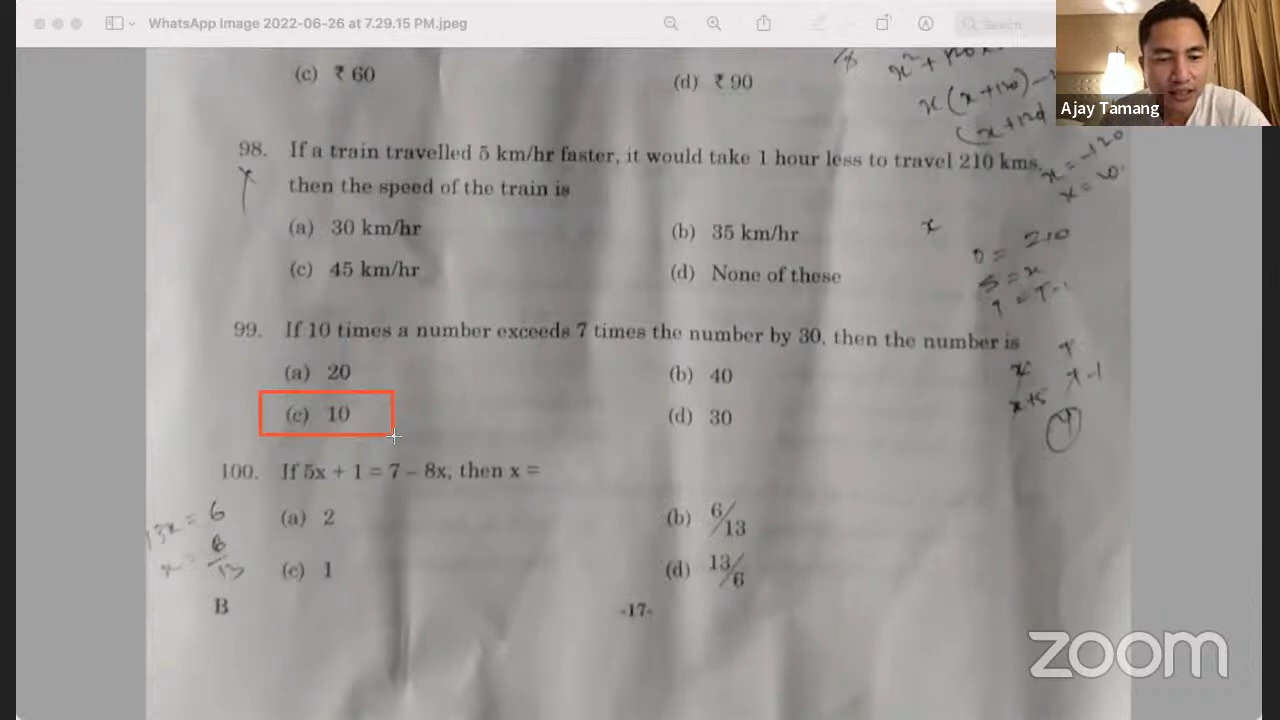 WhatsApp Image 2022-06-26 at 7.29.15 PM.jpeg
Search
Ajay Tamang
(c) ₹ 60
(d) ₹ 90
98. If a train travelled 5 km/hr faster, it would take 1 hour less to travel 210 kms,
then the speed of the train is
(a) 30 km/hr
(b) 35 km/hr
(c) 45 km/hr
(d) None of these
x = -120
x
210
99. If 10 times a number exceeds 7 times the number by 30, then the number is
(a) 20
(b) 40
(c) 10
(d) 30
x
x+5
100. If 5x + 1 = 7 – 8x, then x =
13x = 6
(a) 2
(b) 6/13
x = 6/13
(c) 1
(d) 13/6
B
-17-
zoom